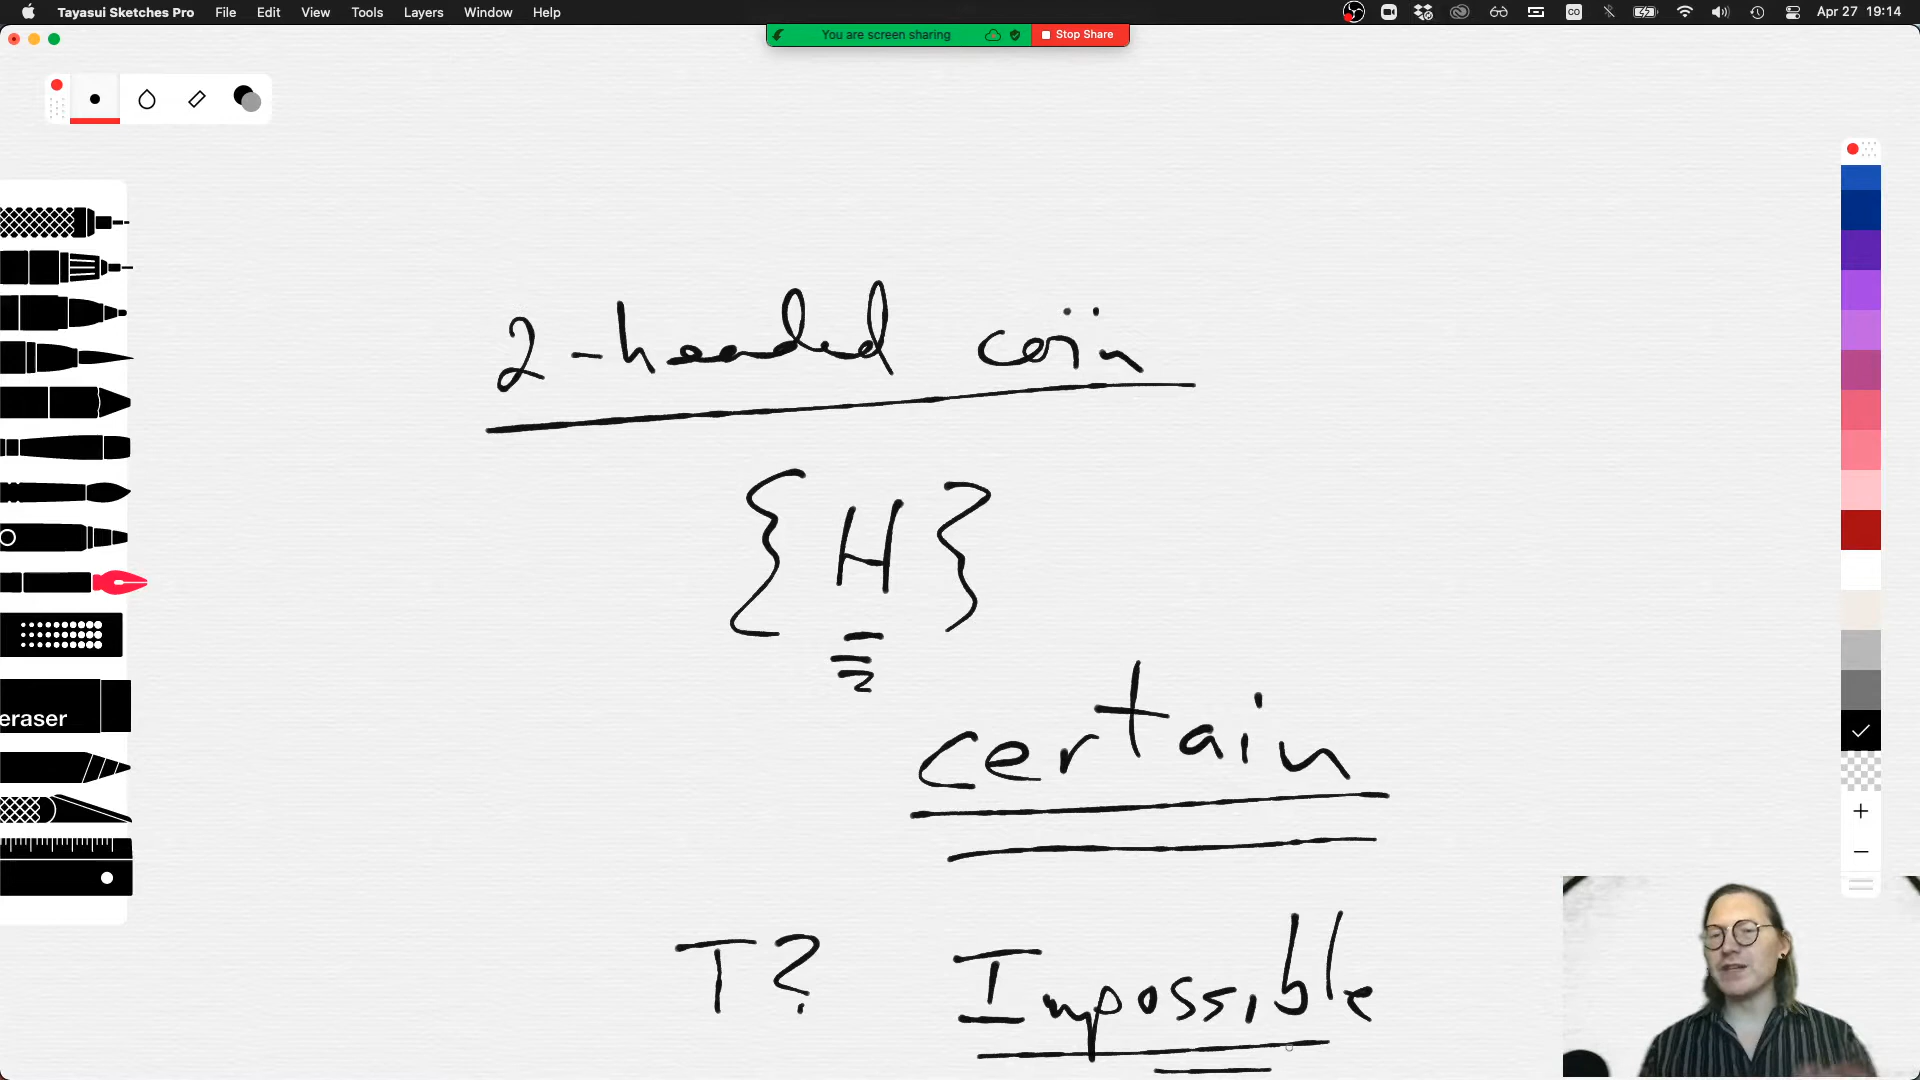 Tayasui Sketches Pro File Edit View Tools Layers Window Help Apr 27 19:14
You are screen sharing Stop Share
2-headed coin
{H}
certain
eraser
T? Impossible